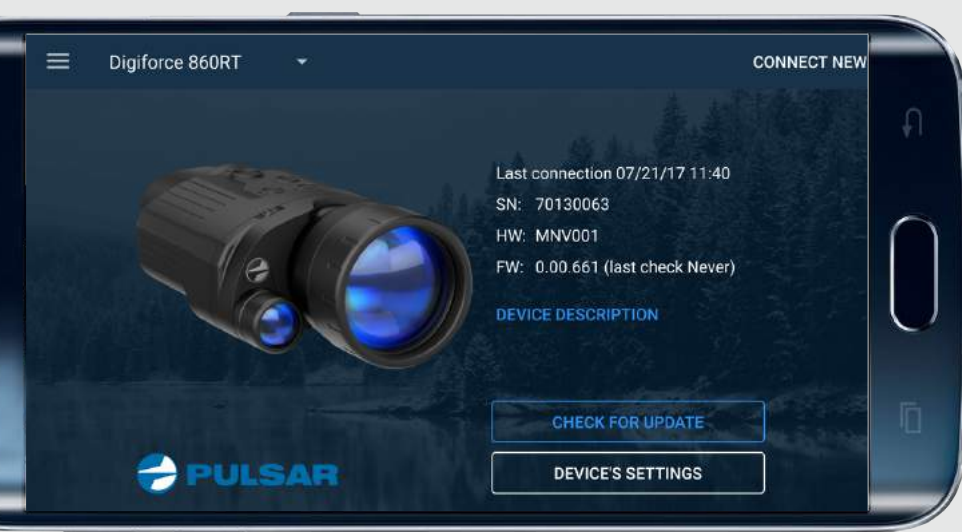 Digiforce 860RT
CONNECT NEW
Last connection 07/21/17 11:40
SN: 70130063
HW: MNV001
FW: 0.00.661 (last check Never)
DEVICE DESCRIPTION
CHECK FOR UPDATE
DEVICE'S SETTINGS
PULSAR